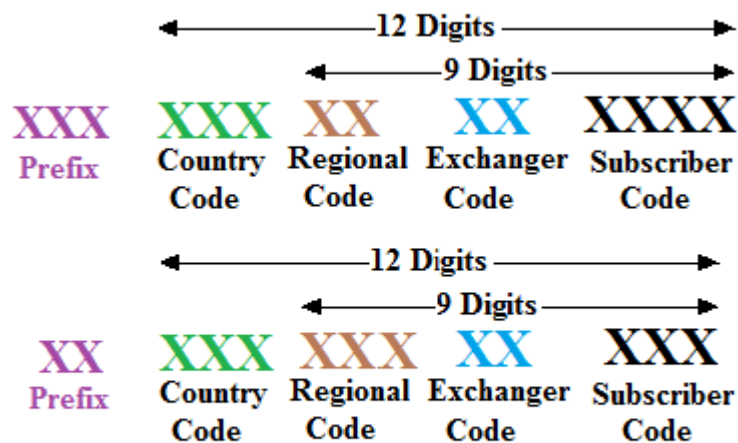 12 Digits
9 Digits
XXX XXX XX XX XXXX
Prefix Country Regional Exchanger Subscriber
Code Code Code Code
12 Digits
9 Digits
XX XXX XXX XX XXX
Prefix Country Regional Exchanger Subscriber
Code Code Code Code